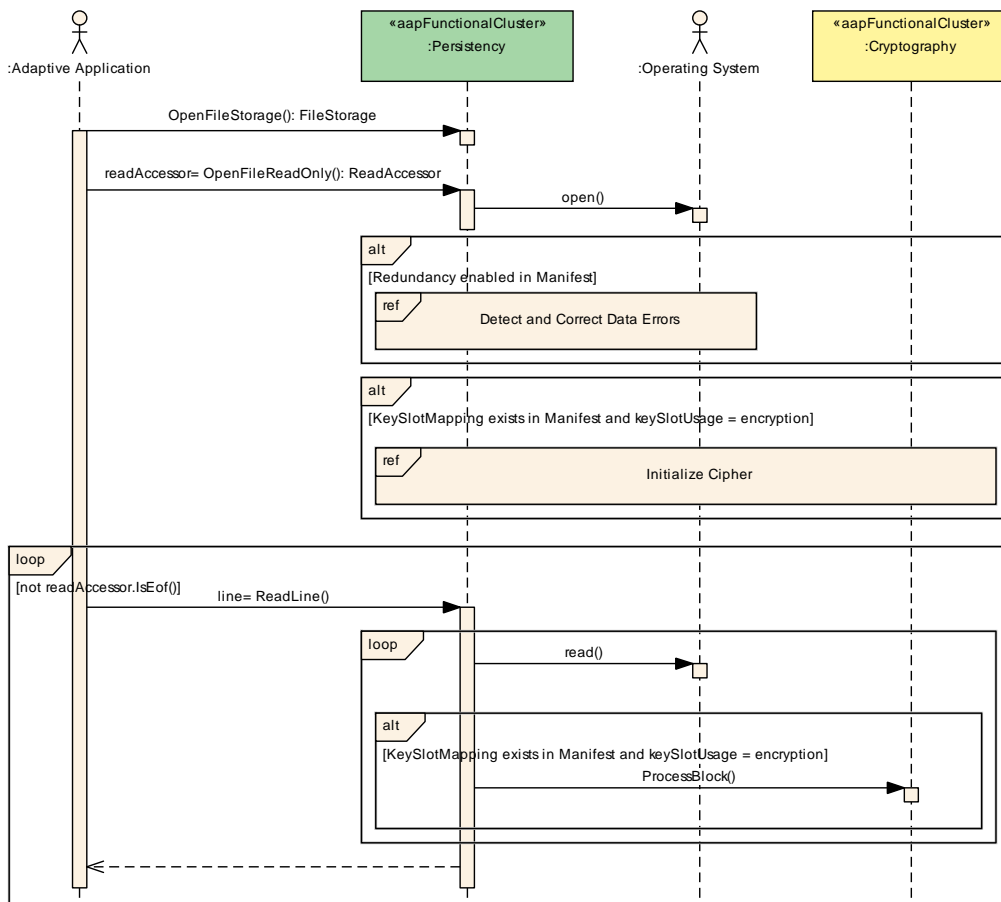 «aapFunctionalCluster»
:Persistency
«aapFunctionalCluster»
:Cryptography
:Adaptive Application
:Operating System
OpenFileStorage(): FileStorage
readAccessor= OpenFileReadOnly(): ReadAccessor
open()
alt
[Redundancy enabled in Manifest]
ref
Detect and Correct Data Errors
alt
[KeySlotMapping exists in Manifest and keySlotUsage = encryption]
ref
Initialize Cipher
loop
[not readAccessor.IsEof()]
line= ReadLine()
loop
read()
alt
[KeySlotMapping exists in Manifest and keySlotUsage = encryption]
ProcessBlock()